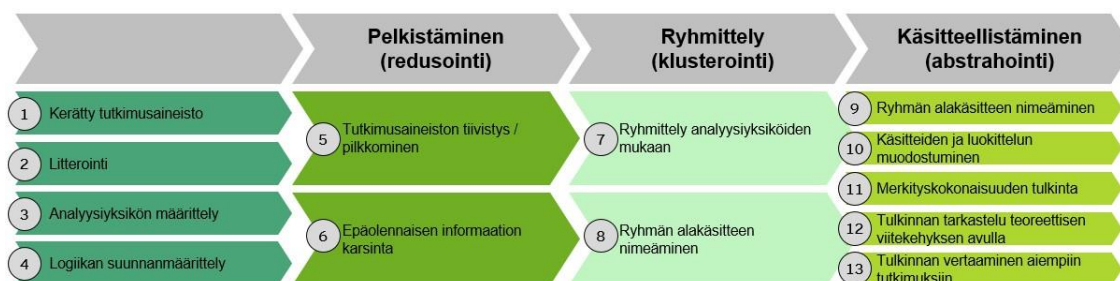 Pelkistäminen
(redusointi)
Ryhmittely
(klusterointi)
Käsitteellistäminen
(abstrahointi)
1 Kerätty tutkimusaineisto
2 Litterointi
3 Analyysiyksikön määrittely
4 Logiikan suunnanmäärittely
5 Tutkimusaineiston tiivistys /
pilkkominen
6 Epäolennaisen informaation
karsinta
7 Ryhmittely analyysiyksiköiden
mukaan
8 Ryhmän alakäsitteen
nimeäminen
9 Ryhmän alakäsitteen nimeäminen
10 Käsitteiden ja luokittelun
muodostuminen
11 Merkityskokonaisuuden tulkinta
12 Tulkinnan tarkastelu teoreettisen
viitekehyksen avulla
13 Tulkinnan vertaaminen aiempiin
tutkimuksiin